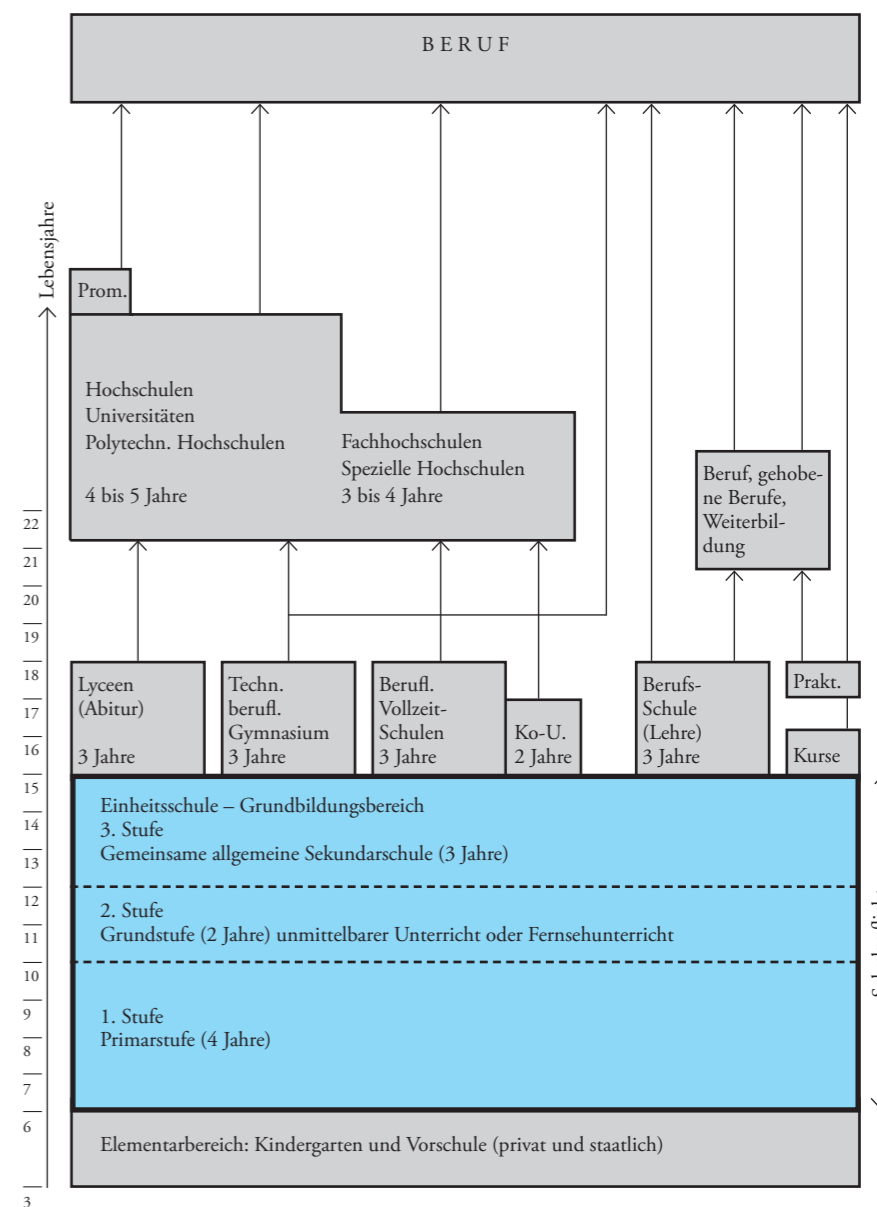 BERUF
Lebensjahre
Prom.
Hochschulen
Universitäten
Polytechn. Hochschulen
4 bis 5 Jahre
Fachhochschulen
Spezielle Hochschulen
3 bis 4 Jahre
Beruf, gehobe-
ne Berufe,
Weiterbil-
dung
22
21
20
19
18
17
16
15
14
13
12
11
10
9
8
7
6
3
Lyceen
(Abitur)
3 Jahre
Techn.
berufl.
Gymnasium
3 Jahre
Berufl.
Vollzeit-
Schulen
3 Jahre
Ko-U.
2 Jahre
Berufs-
Schule
(Lehre)
3 Jahre
Prakt.
Kurse
Einheitsschule – Grundbildungsbereich
3. Stufe
Gemeinsame allgemeine Sekundarschule (3 Jahre)
2. Stufe
Grundstufe (2 Jahre) unmittelbarer Unterricht oder Fernsehunterricht
1. Stufe
Primarstufe (4 Jahre)
Elementarbereich: Kindergarten und Vorschule (privat und staatlich)